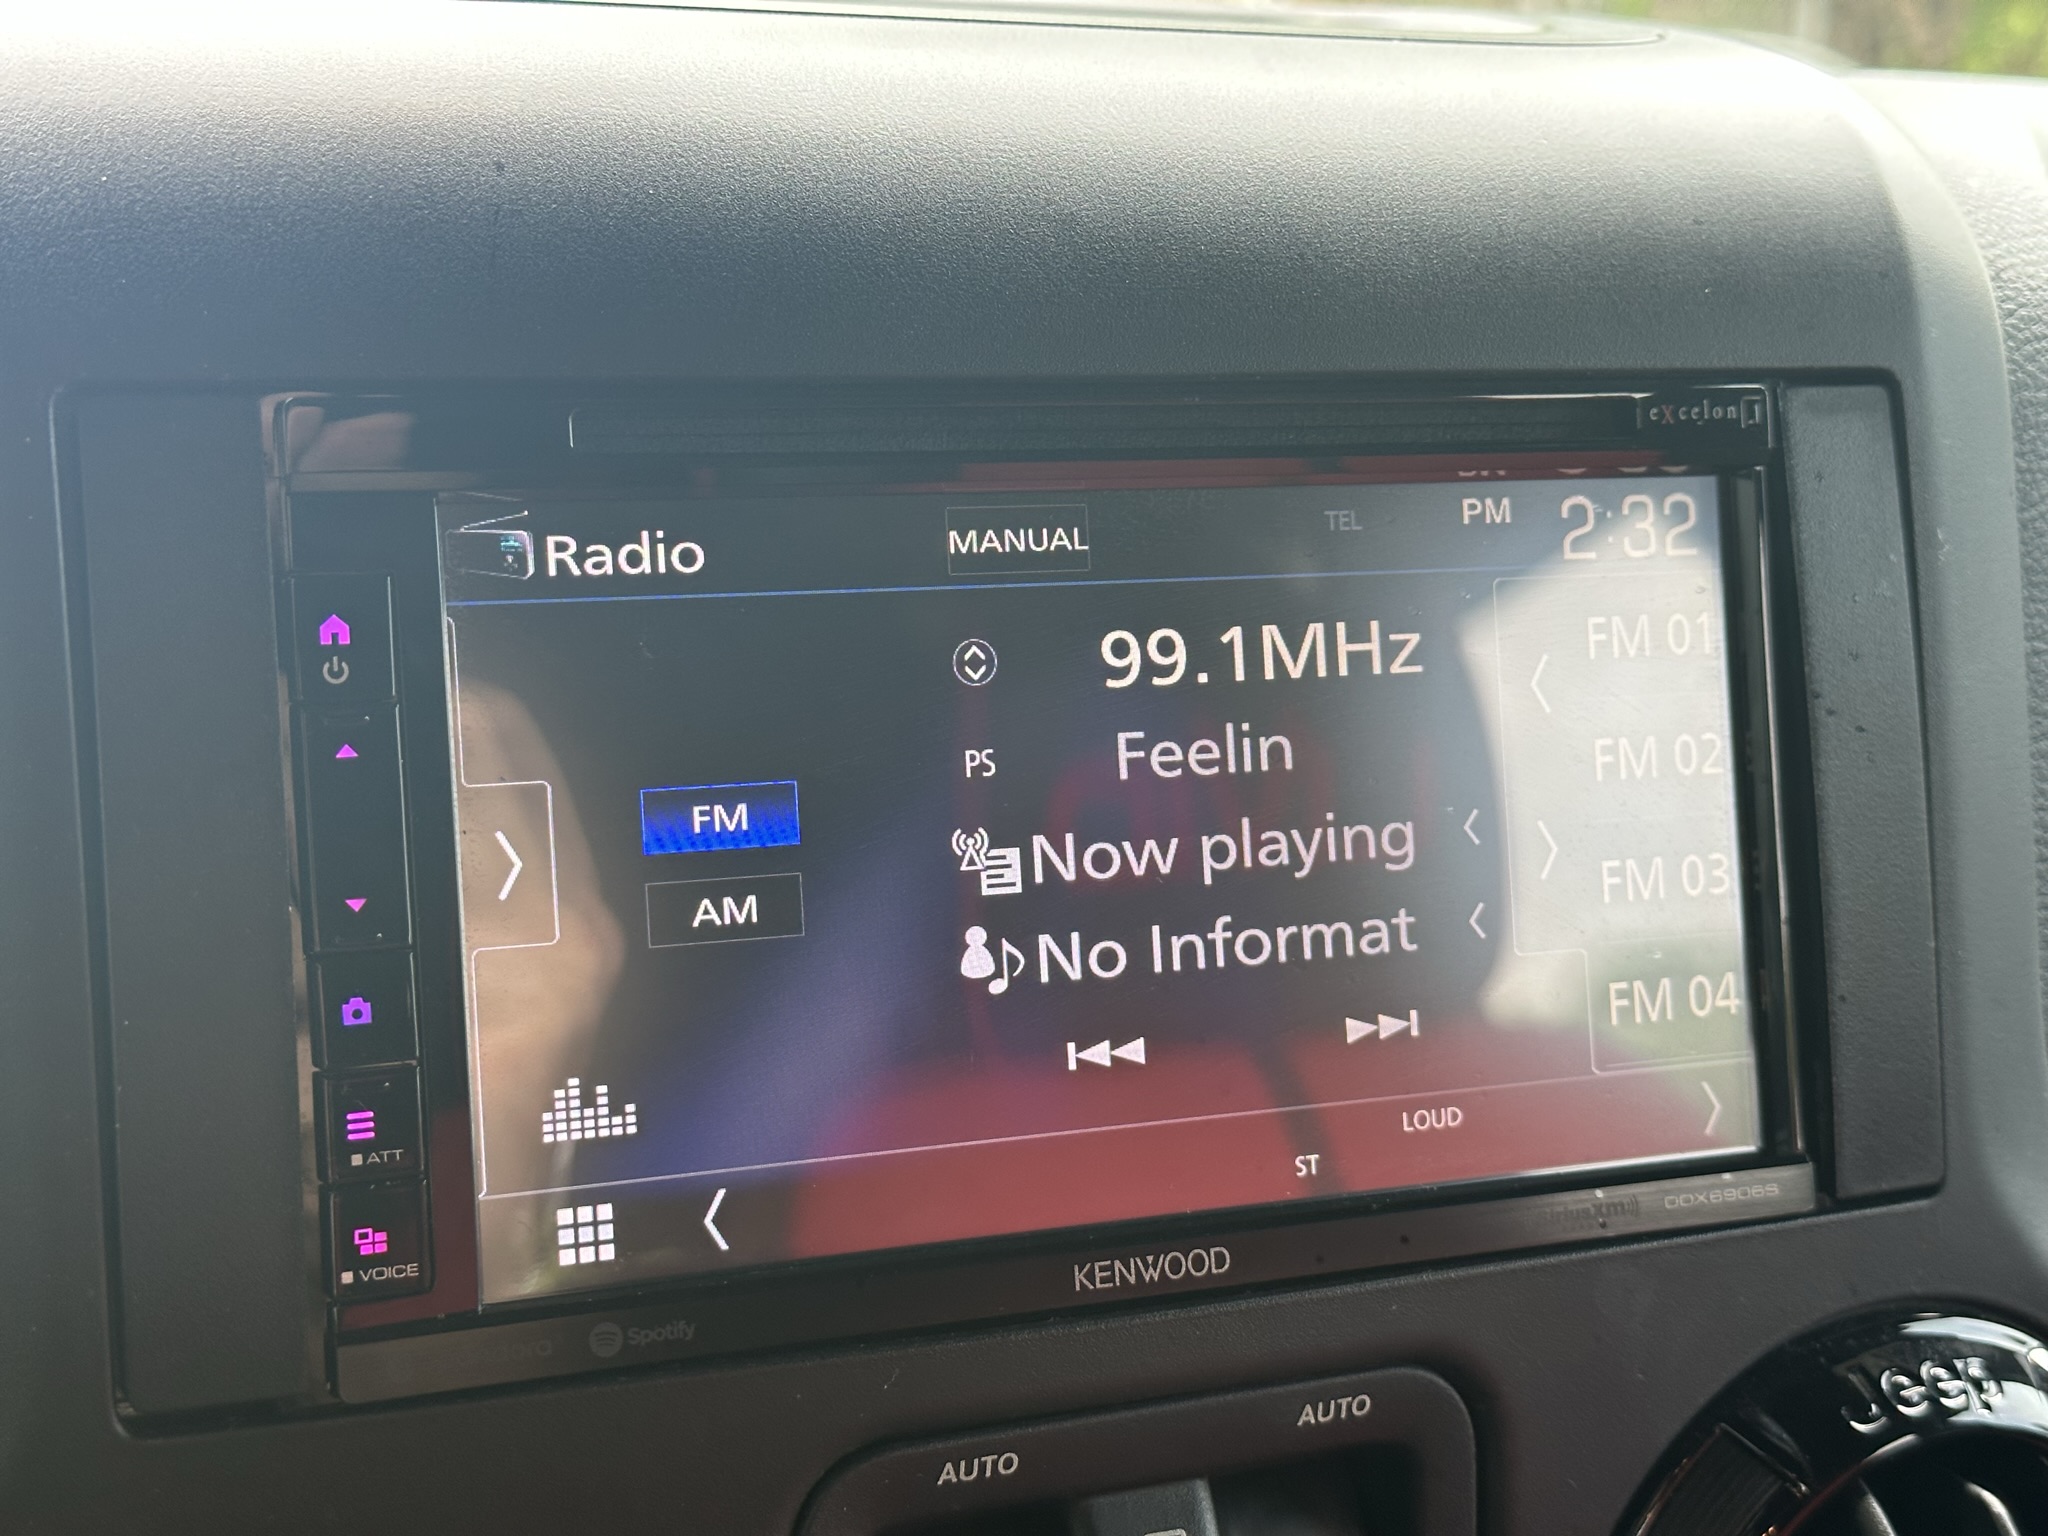 excelon
Radio
MANUAL
TEL
PM 2:32
99.1MHz
PS Feelin
Now playing
No Informat
FM
AM
FM 01
FM 02
FM 03
FM 04
LOUD
ST
ATT
VOICE
KENWOOD
DDX6906S
Spotify
AUTO
AUTO
Jeep